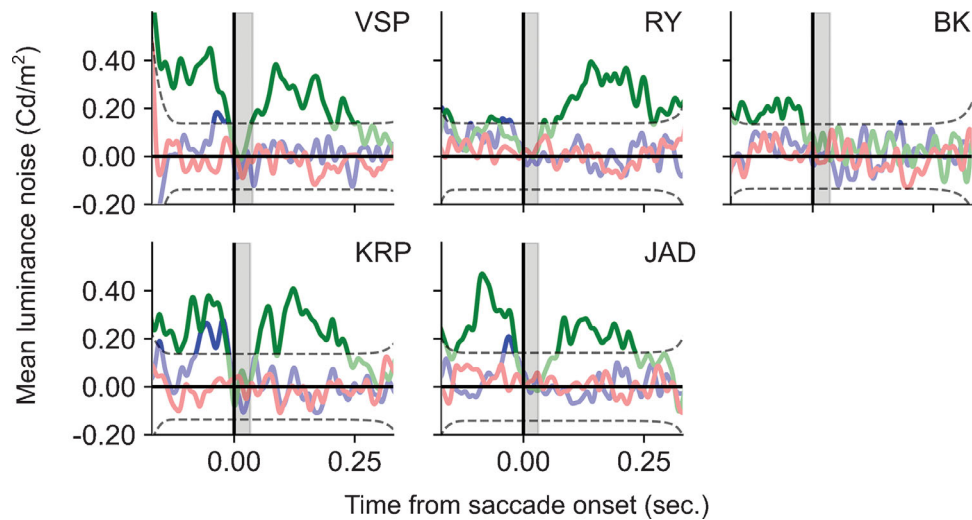 VSP
RY
BK
Mean luminance noise (Cd/m²)
0.40
0.20
0.00
-0.20
KRP
JAD
0.40
0.20
0.00
-0.20
0.00
0.25
0.00
0.25
Time from saccade onset (sec.)